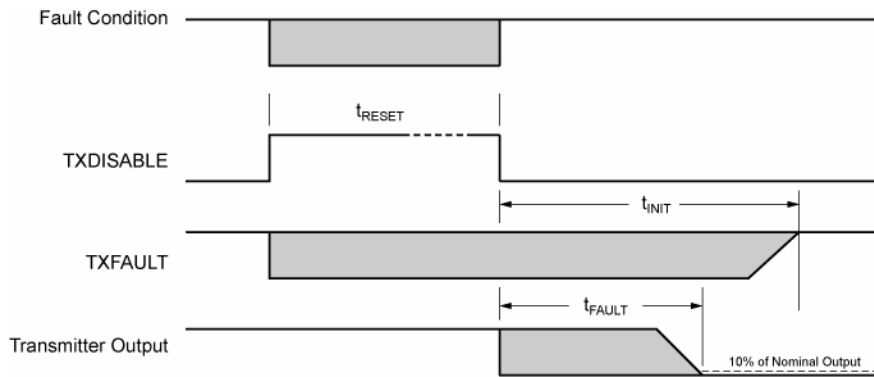 Fault Condition
tRESET
TXDISABLE
tINIT
TXFAULT
tFAULT
Transmitter Output
10% of Nominal Output